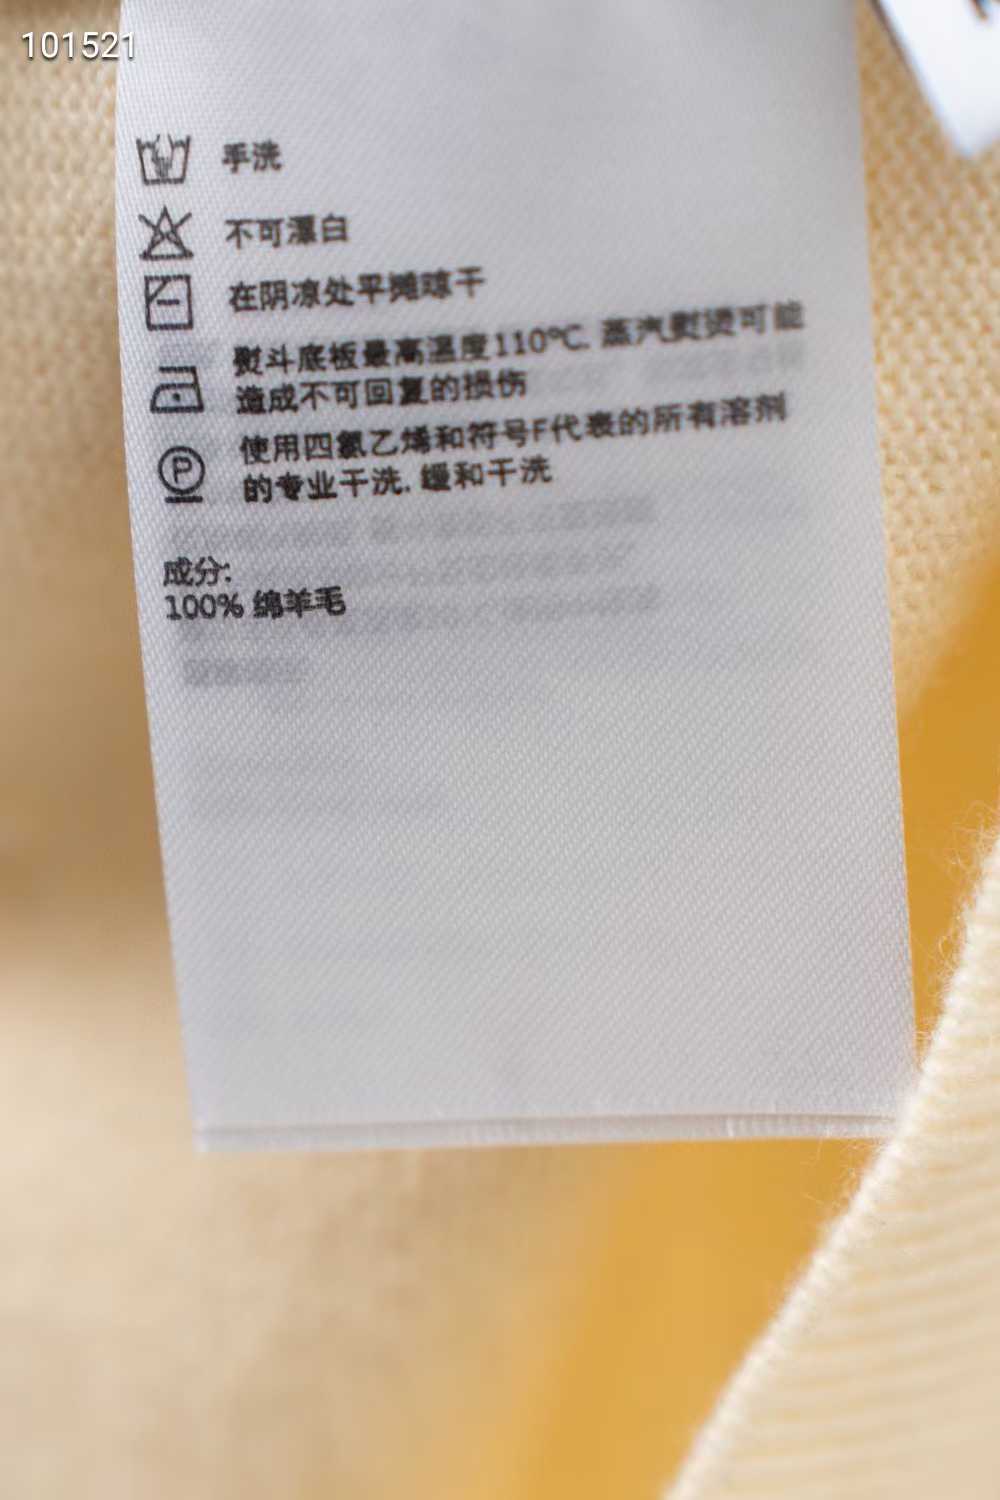 101521
手洗
不可漂白
在阴凉处平摊晾干
熨斗底板最高温度110℃. 蒸汽熨烫可能
造成不可回复的损伤
使用四氯乙烯和符号F代表的所有溶剂
的专业干洗. 缓和干洗
P
成分:
100% 绵羊毛